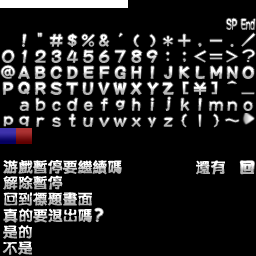 SP End
! " # $ % & ' ( ) * + , - . /
0 1 2 3 4 5 6 7 8 9 : ; < = > ?
@ A B C D E F G H I J K L M N O
P Q R S T U V W X Y Z [ ¥ ] ^ _
a b c d e f g h i j k l m n o
p q r s t u v w x y z ( | ) ~
游戲暫停要繼續嗎 還有 回
解除暫停
回到標題畫面
真的要退出嗎?
是的
不是